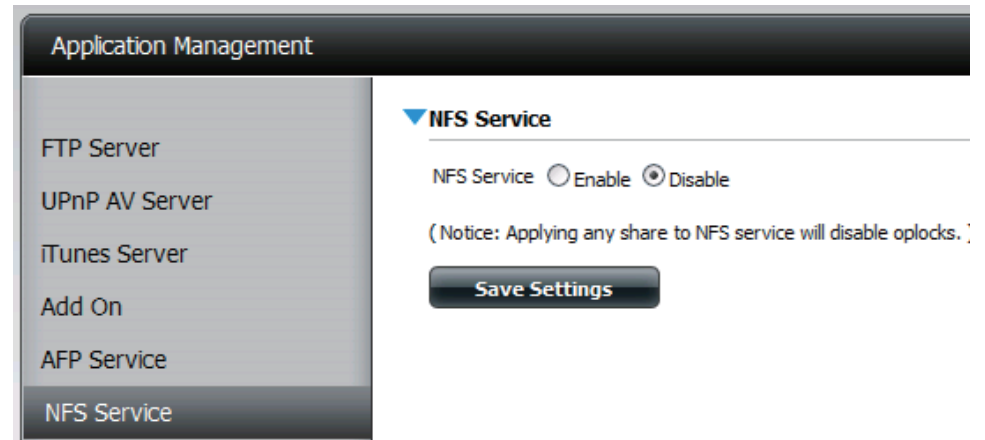 Application Management
FTP Server
UPnP AV Server
iTunes Server
Add On
AFP Service
NFS Service
NFS Service
NFS Service Enable Disable
( Notice: Applying any share to NFS service will disable oplocks. )
Save Settings